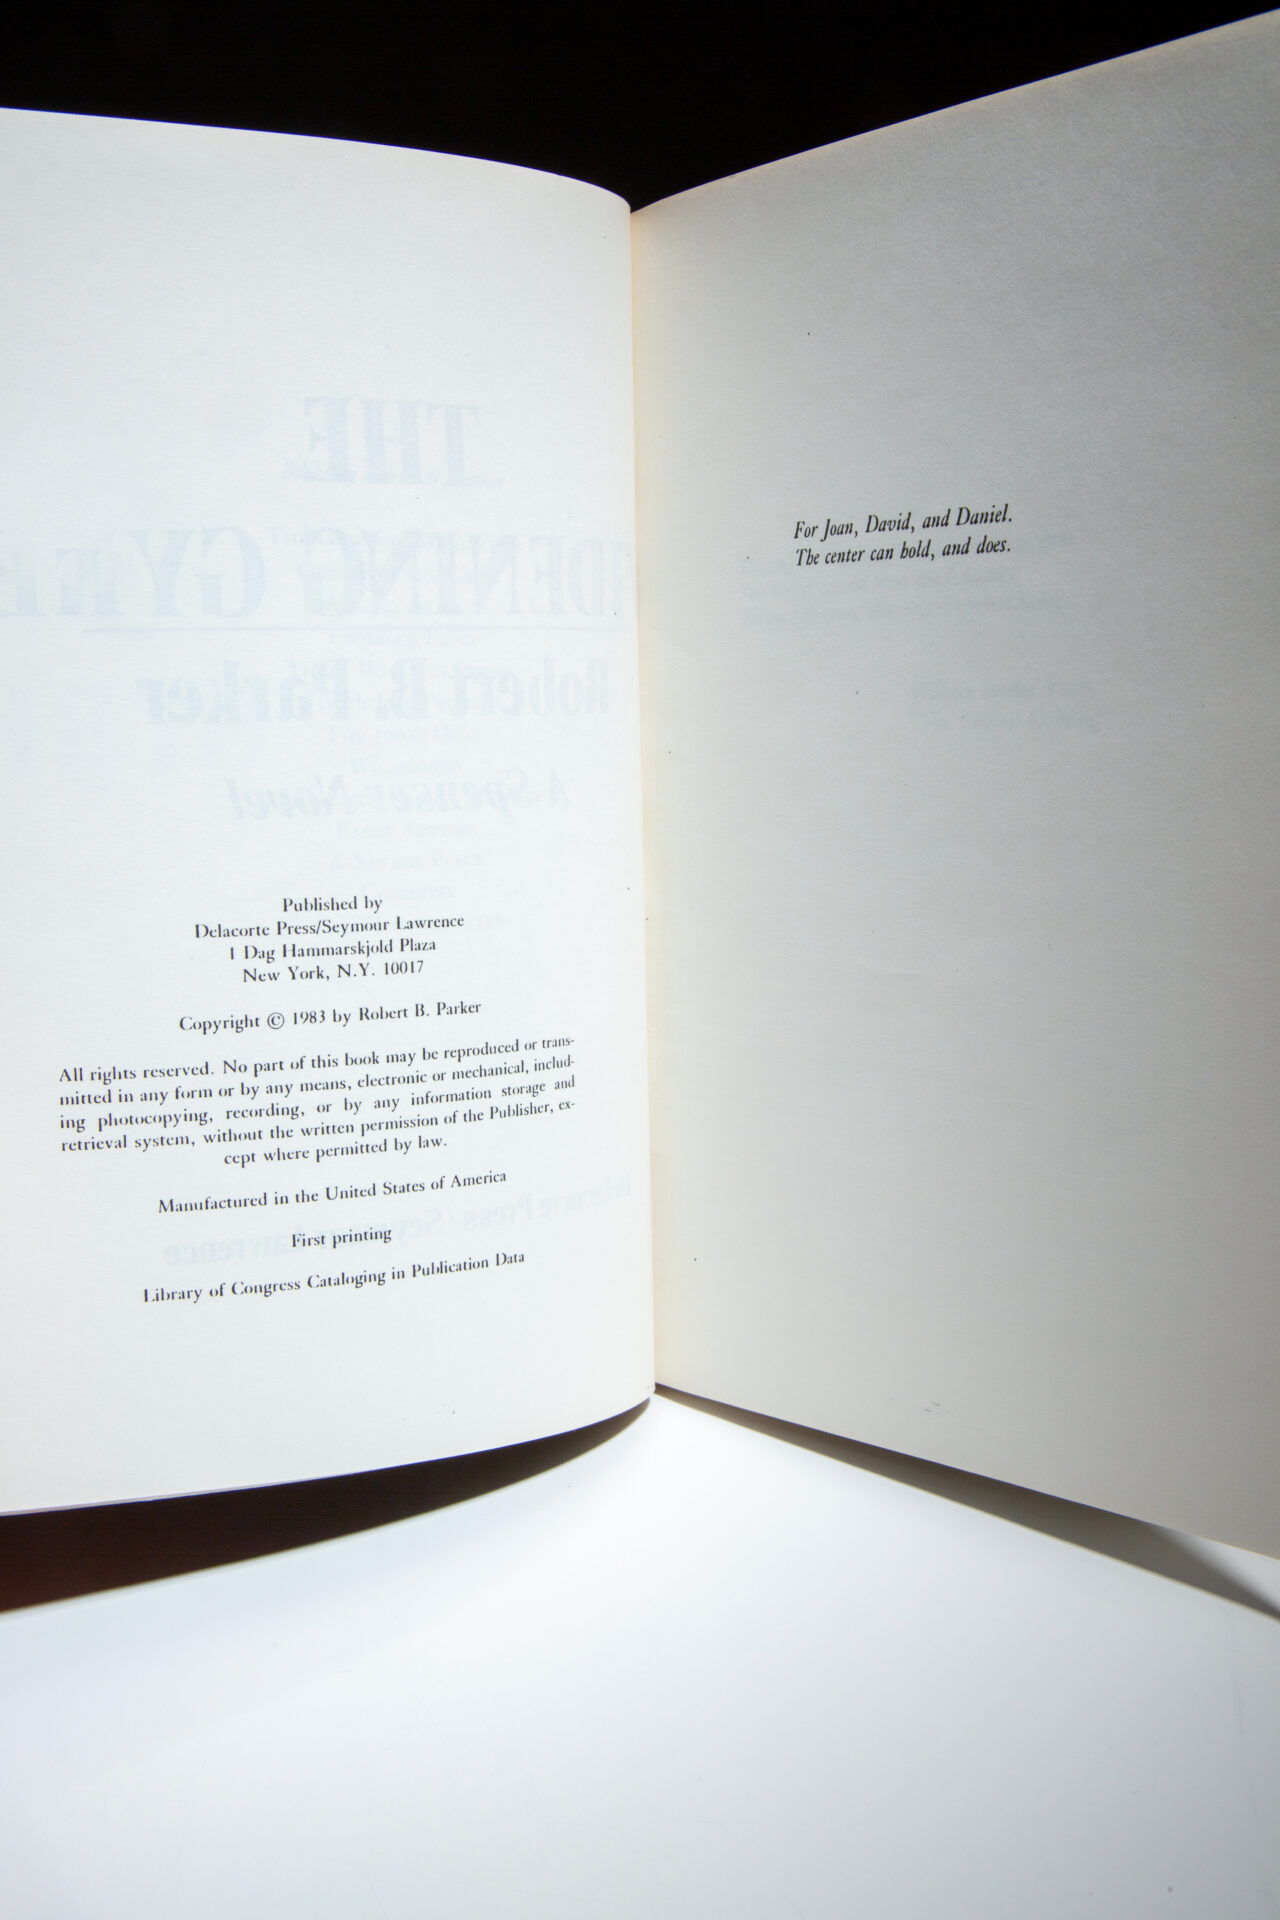 Published by
Delacorte Press/Seymour Lawrence
1 Dag Hammarskjold Plaza
New York, N.Y. 10017
Copyright © 1983 by Robert B. Parker
All rights reserved. No part of this book may be reproduced or trans-
mitted in any form or by any means, electronic or mechanical, includ-
ing photocopying, recording, or by any information storage and
retrieval system, without the written permission of the Publisher, ex-
cept where permitted by law.
Manufactured in the United States of America
First printing
Library of Congress Cataloging in Publication Data
For Joan, David, and Daniel.
The center can hold, and does.